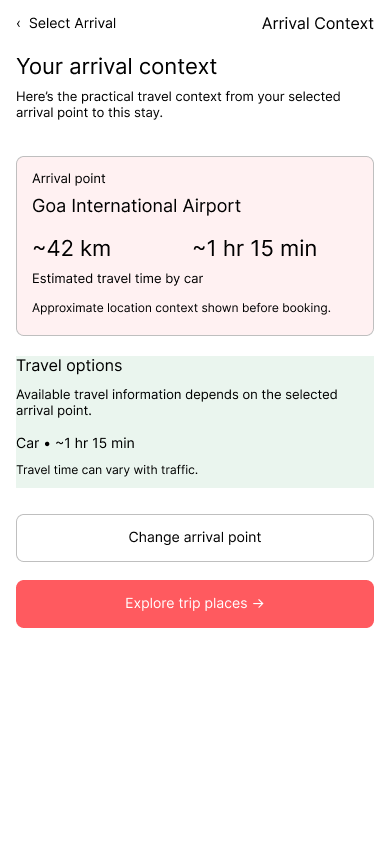 ‹ Select Arrival
Arrival Context
Your arrival context
Here’s the practical travel context from your selected
arrival point to this stay.
Arrival point
Goa International Airport
~42 km
~1 hr 15 min
Estimated travel time by car
Approximate location context shown before booking.
Travel options
Available travel information depends on the selected
arrival point.
Car • ~1 hr 15 min
Travel time can vary with traffic.
Change arrival point
Explore trip places →